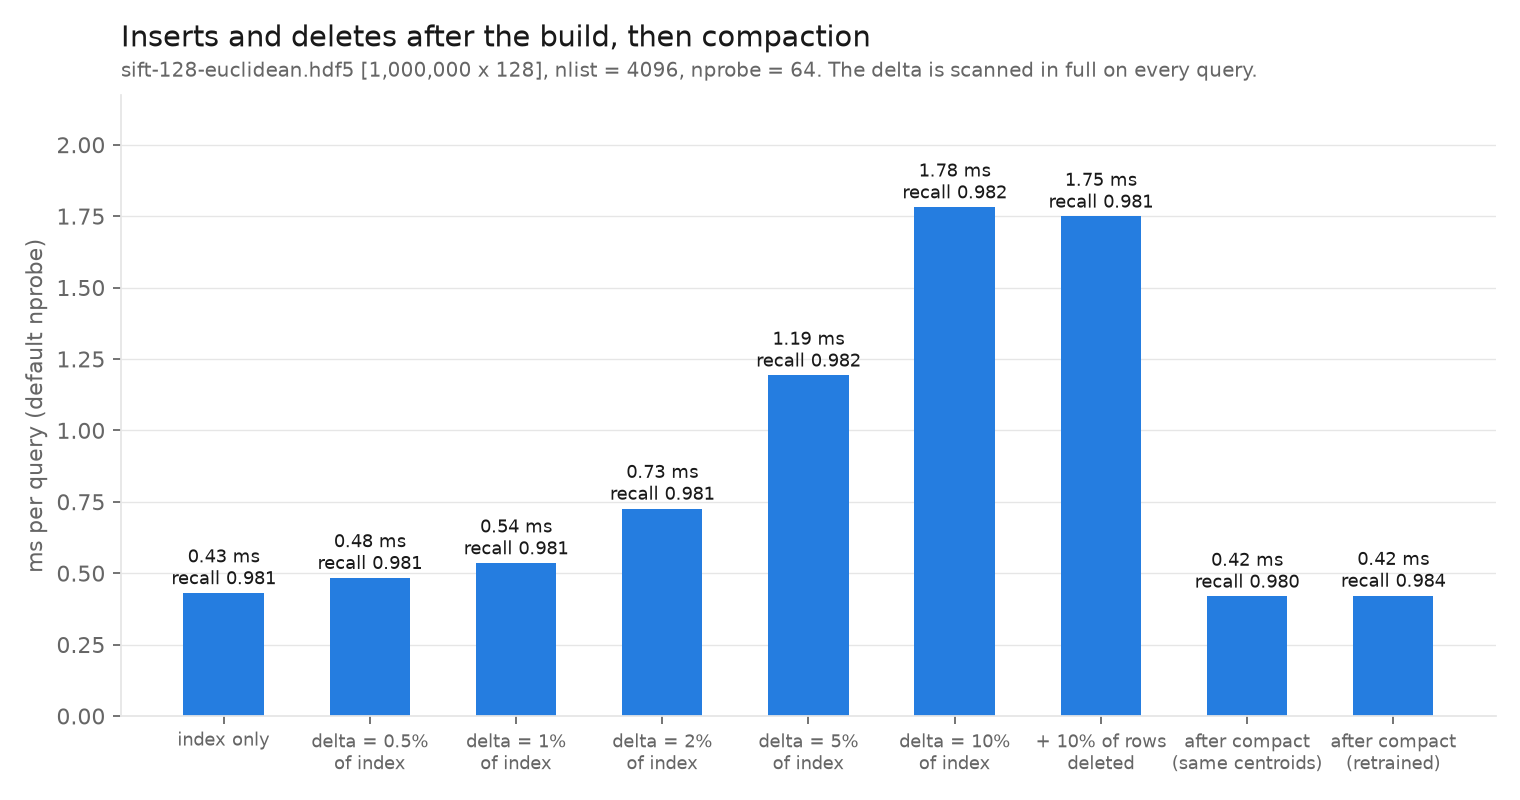 Inserts and deletes after the build, then compaction
sift-128-euclidean.hdf5 [1,000,000 x 128], nlist = 4096, nprobe = 64. The delta is scanned in full on every query.
ms per query (default nprobe)
2.00
1.75
1.50
1.25
1.00
0.75
0.50
0.25
0.00
0.43 ms
recall 0.981
0.48 ms
recall 0.981
0.54 ms
recall 0.981
0.73 ms
recall 0.981
1.19 ms
recall 0.982
1.78 ms
recall 0.982
1.75 ms
recall 0.981
0.42 ms
recall 0.980
0.42 ms
recall 0.984
index only
delta = 0.5%
of index
delta = 1%
of index
delta = 2%
of index
delta = 5%
of index
delta = 10%
of index
+ 10% of rows
deleted
after compact
(same centroids)
after compact
(retrained)